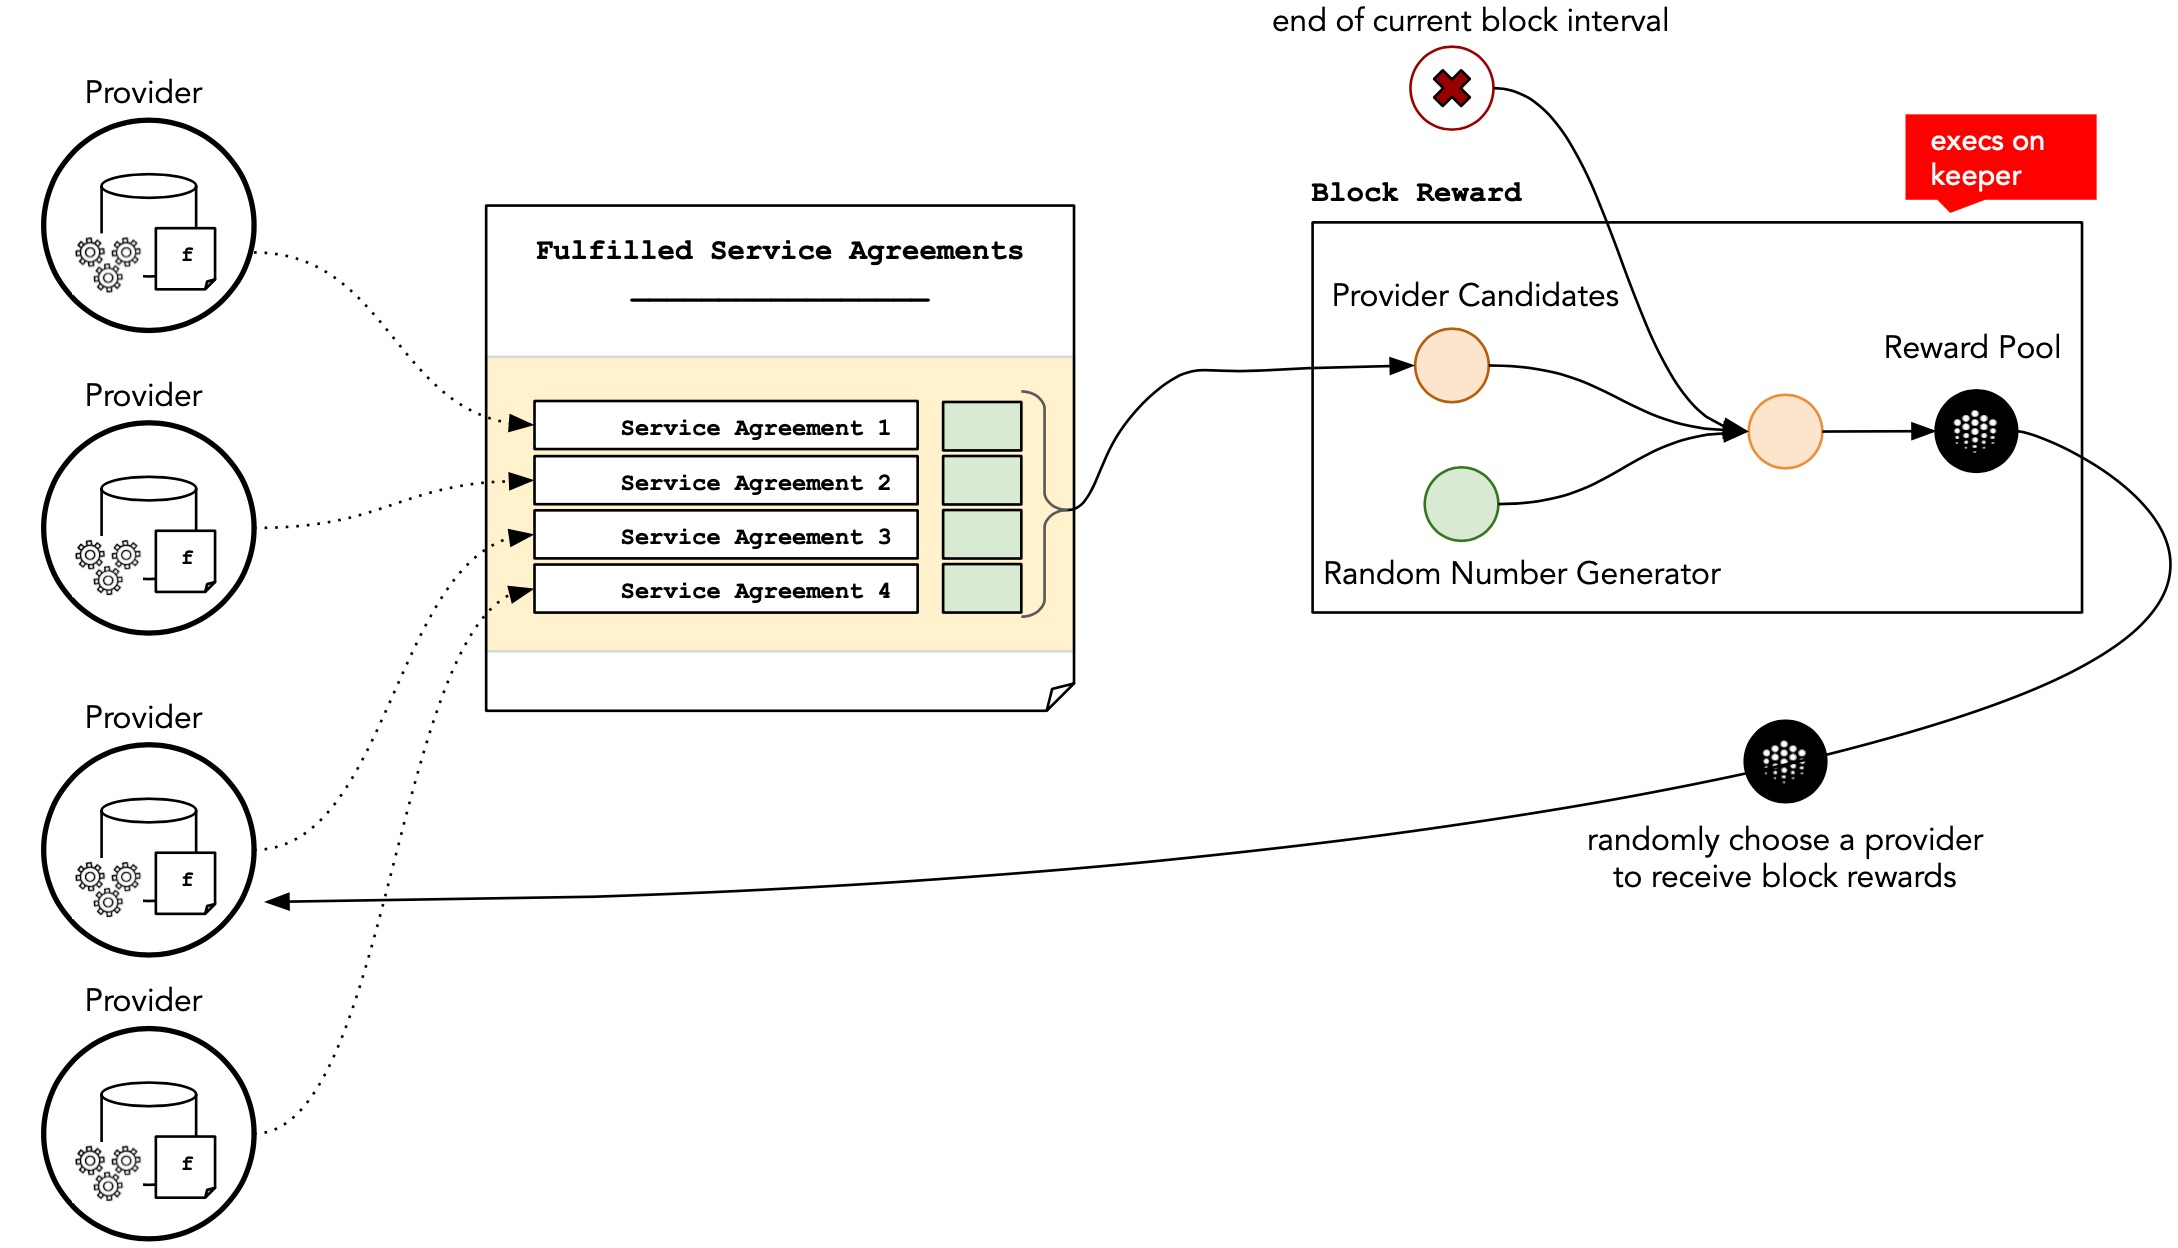 end of current block interval
Provider
f
Provider
f
Provider
f
Provider
f
Fulfilled Service Agreements
Service Agreement 1
Service Agreement 2
Service Agreement 3
Service Agreement 4
execs on
keeper
Block Reward
Provider Candidates
Reward Pool
Random Number Generator
randomly choose a provider
to receive block rewards